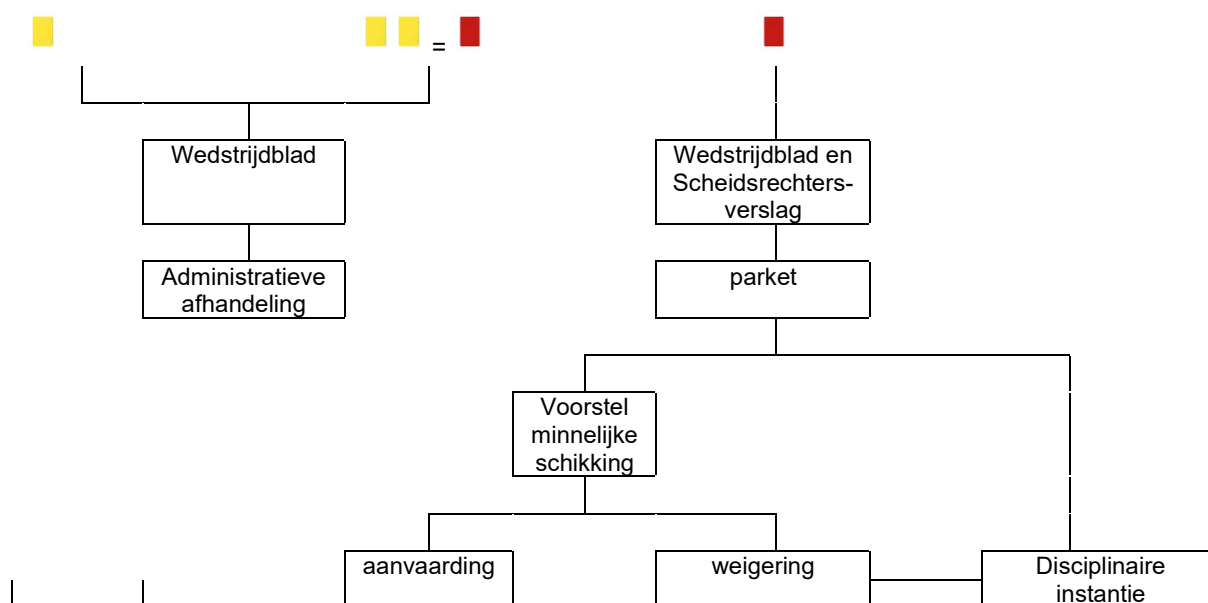 =
Wedstrijdblad
Wedstrijdblad en
Scheidsrechters-
verslag
Administratieve
afhandeling
parket
Voorstel
minnelijke
schikking
aanvaarding
weigering
Disciplinaire
instantie